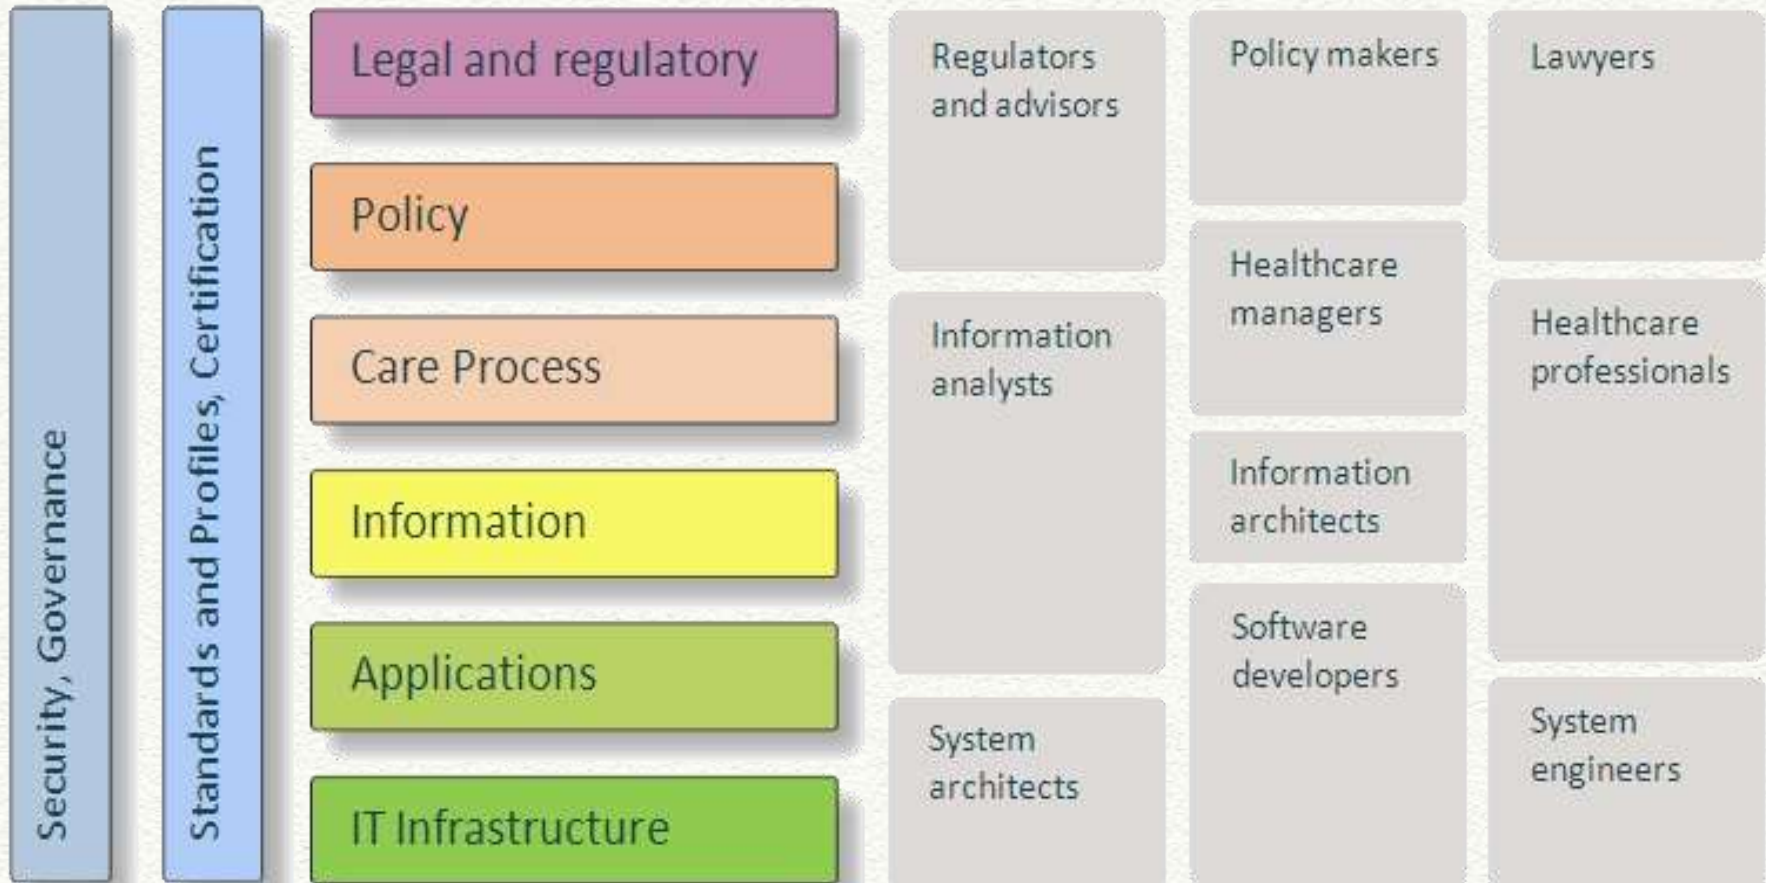 Security, Governance
Standards and Profiles, Certification
Legal and regulatory
Policy
Care Process
Information
Applications
IT Infrastructure
Regulators
and advisors
Information
analysts
System
architects
Policy makers
Healthcare
managers
Information
architects
Software
developers
Lawyers
Healthcare
professionals
System
engineers